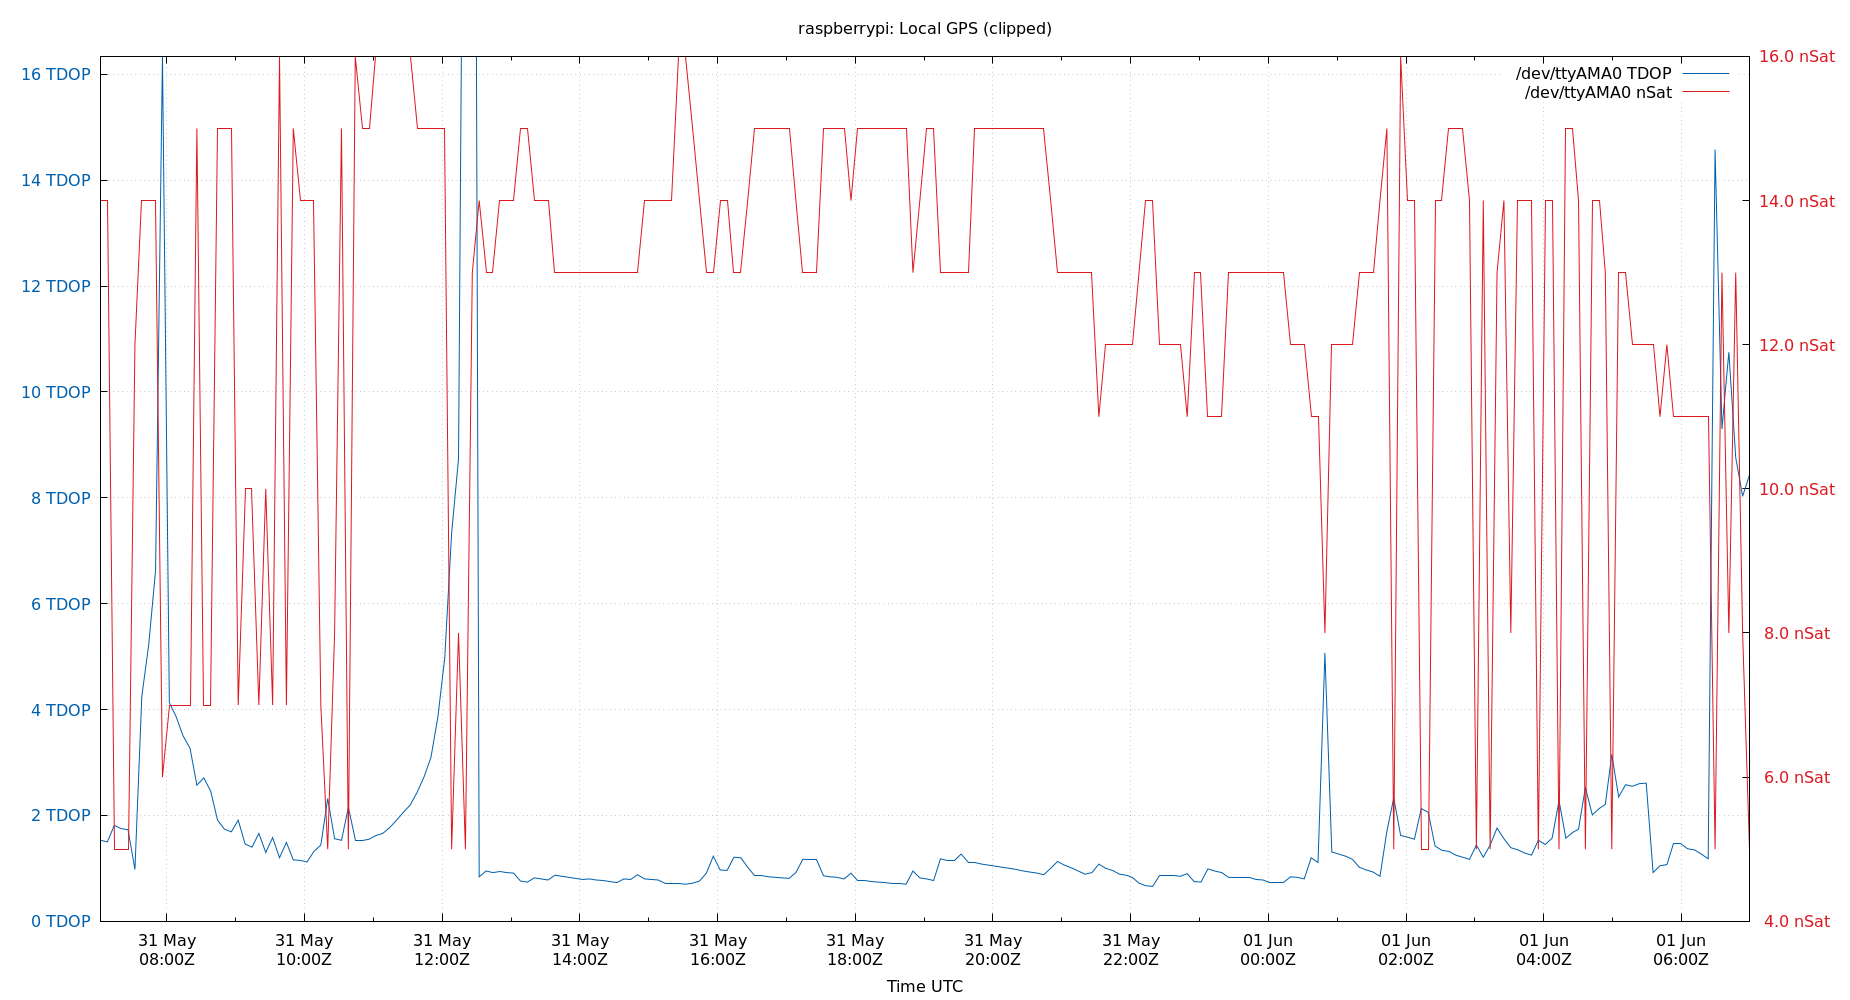 raspberrypi: Local GPS (clipped)
/dev/ttyAMA0 TDOP
/dev/ttyAMA0 nSat
16 TDOP
14 TDOP
12 TDOP
10 TDOP
8 TDOP
6 TDOP
4 TDOP
2 TDOP
0 TDOP
16.0 nSat
14.0 nSat
12.0 nSat
10.0 nSat
8.0 nSat
6.0 nSat
4.0 nSat
31 May
08:00Z
31 May
10:00Z
31 May
12:00Z
31 May
14:00Z
31 May
16:00Z
31 May
18:00Z
31 May
20:00Z
31 May
22:00Z
01 Jun
00:00Z
01 Jun
02:00Z
01 Jun
04:00Z
01 Jun
06:00Z
Time UTC